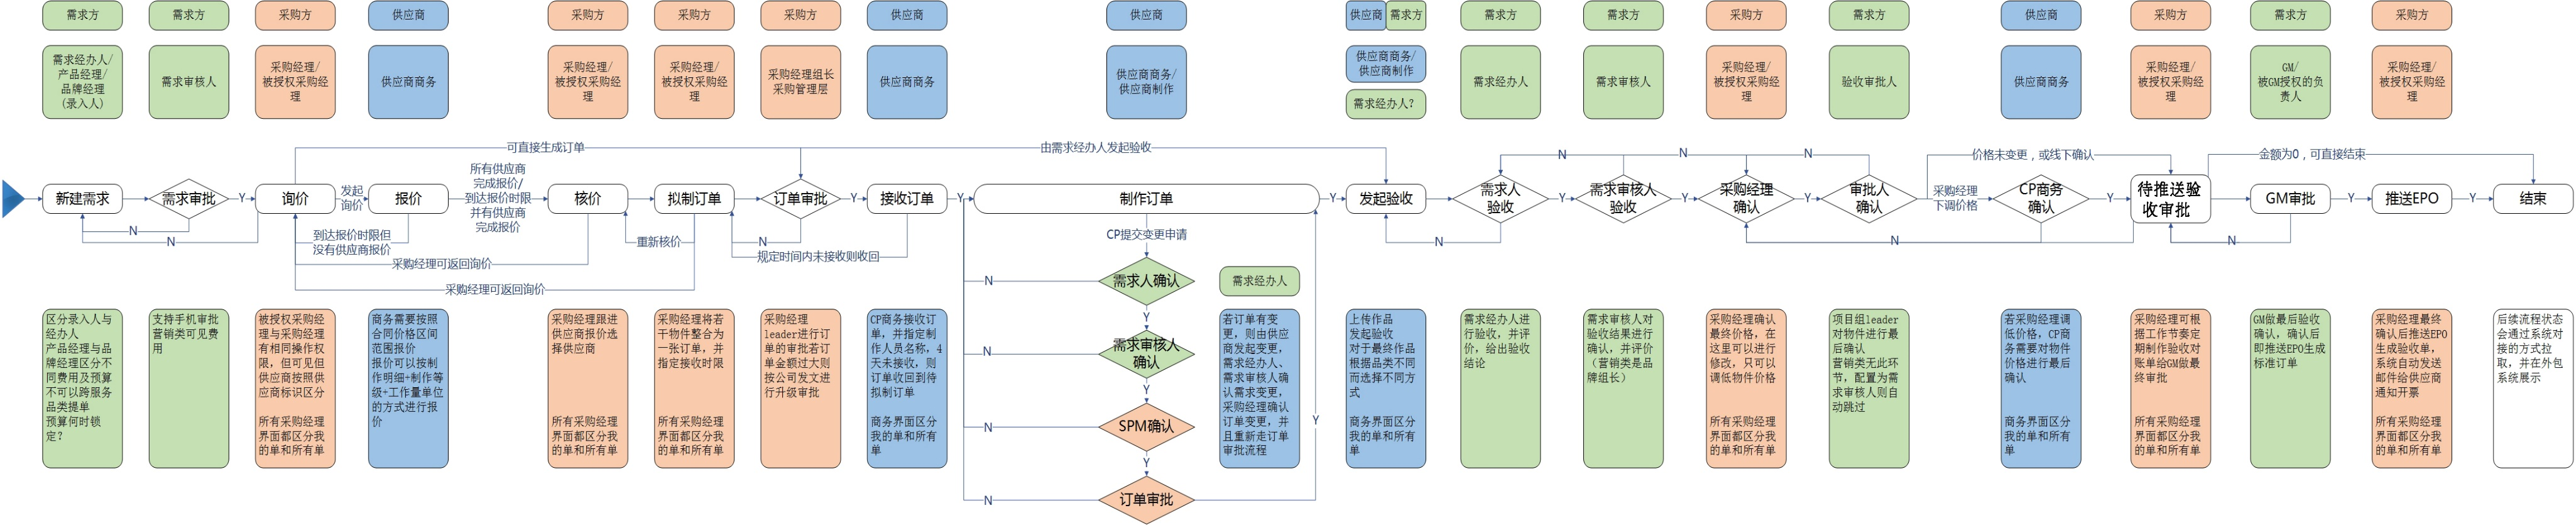 需求方
需求方
采购方
供应商
采购方
采购方
采购方
供应商
供应商
供应商
需求方
需求方
需求方
采购方
需求方
供应商
采购方
需求方
采购方
需求经办人/
产品经理/
品牌经理
(录入人)
需求审核人
采购经理/
被授权采购经
理
供应商商务
采购经理/
被授权采购经
理
采购经理/
被授权采购经
理
采购经理组长
采购管理层
供应商商务
供应商商务/
供应商制作
供应商商务/
供应商制作
需求经办人?
需求经办人
需求审核人
采购经理/
被授权采购经
理
验收审批人
供应商商务
采购经理/
被授权采购经
理
GM/
被GM授权的负
责人
采购经理/
被授权采购经
理
可直接生成订单
由需求经办人发起验收
N
N
N
价格未变更，或线下确认
金额为0，可直接结束
新建需求
需求审批
Y
询价
发起
询价
报价
所有供应商
完成报价/
到达报价时限
并有供应商
完成报价
核价
拟制订单
订单审批
Y
接收订单
Y
制作订单
Y
发起验收
需求人
验收
Y
需求审核人
验收
Y
采购经理
确认
Y
审批人
确认
采购经理
下调价格
CP商务
确认
Y
待推送验
收审批
GM审批
Y
推送EPO
Y
结束
N
N
到达报价时限但
没有供应商报价
采购经理可返回询价
采购经理可返回询价
重新核价
N
规定时间内未接收则收回
N
N
N
CP提交变更申请
需求人确认
N
需求经办人
Y
需求审核人
确认
N
Y
SPM确认
N
Y
Y
订单审批
N
区分录入人与
经办人
产品经理与品
牌经理区分不
同费用及预算
不可以跨服务
品类提单
预算何时锁
定?
支持手机审批
营销类可见费
用
被授权采购经
理与采购经理
有相同操作权
限，但可见但
供应商按照供
应商标识区分
所有采购经理
界面都区分我
的单和所有单
商务需要按照
合同价格区间
范围报价
报价可以按制
作明细+制作等
级+工作量单位
的方式进行报
价
采购经理跟进
供应商报价选
择供应商
所有采购经理
界面都区分我
的单和所有单
采购经理将若
干物件整合为
一张订单，并
指定接收时限
所有采购经理
界面都区分我
的单和所有单
采购经理
leader进行订
单的审批若订
单金额过大则
按公司发文进
行升级审批
CP商务接收订
单，并指定制
作人员名称，4
天未接收，则
订单收回到待
拟制订单
商务界面区分
我的单和所有
单
若订单有变
更，则由供应
商发起变更，
需求经办人、
需求审核人确
认需求变更，
采购经理确认
订单变更，并
且重新走订单
审批流程
上传作品
发起验收
对于最终作品
根据品类不同
而选择不同方
式
商务界面区分
我的单和所有
单
需求经办人进
行验收，并评
价，给出验收
结论
需求审核人对
验收结果进行
确认，并评价
（营销类是品
牌组长）
采购经理确认
最终价格，在
这里可以进行
修改，只可以
调低物件价格
所有采购经理
界面都区分我
的单和所有单
项目组leader
对物件进行最
后确认
营销类无此环
节，配置为需
求审核人则自
动跳过
若采购经理调
低价格，CP商
务需要对物件
价格进行最后
确认
商务界面区分
我的单和所有
单
采购经理可根
据工作节奏定
期制作验收对
账单给GM做最
终审批
所有采购经理
界面都区分我
的单和所有单
GM做最后验收
确认，确认后
即推送EPO生成
标准订单
采购经理最终
确认后推送EPO
生成验收单，
系统自动发送
邮件给供应商
通知开票
所有采购经理
界面都区分我
的单和所有单
后续流程状态
会通过系统对
接的方式拉
取，并在外包
系统展示